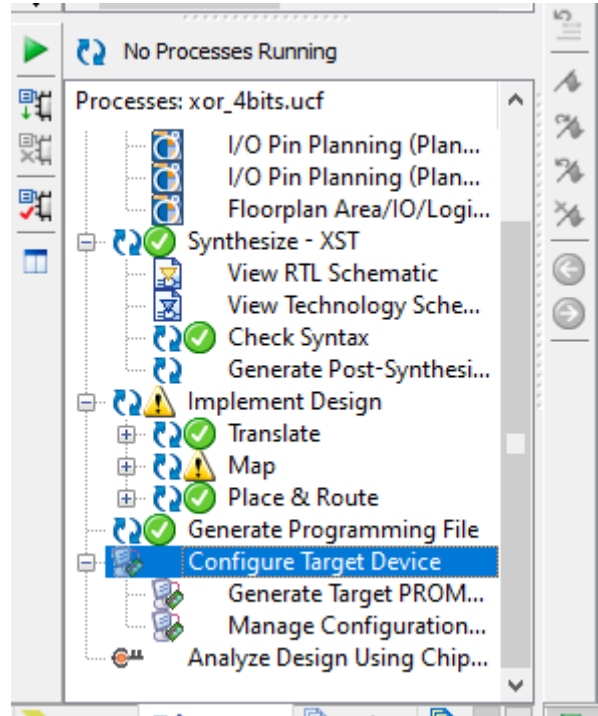 No Processes Running
Processes: xor_4bits.ucf
I/O Pin Planning (Plan...
I/O Pin Planning (Plan...
Floorplan Area/IO/Logi...
Synthesize - XST
View RTL Schematic
View Technology Sche...
Check Syntax
Generate Post-Synthesi...
Implement Design
Translate
Map
Place & Route
Generate Programming File
Configure Target Device
Generate Target PROM...
Manage Configuration...
Analyze Design Using Chip...